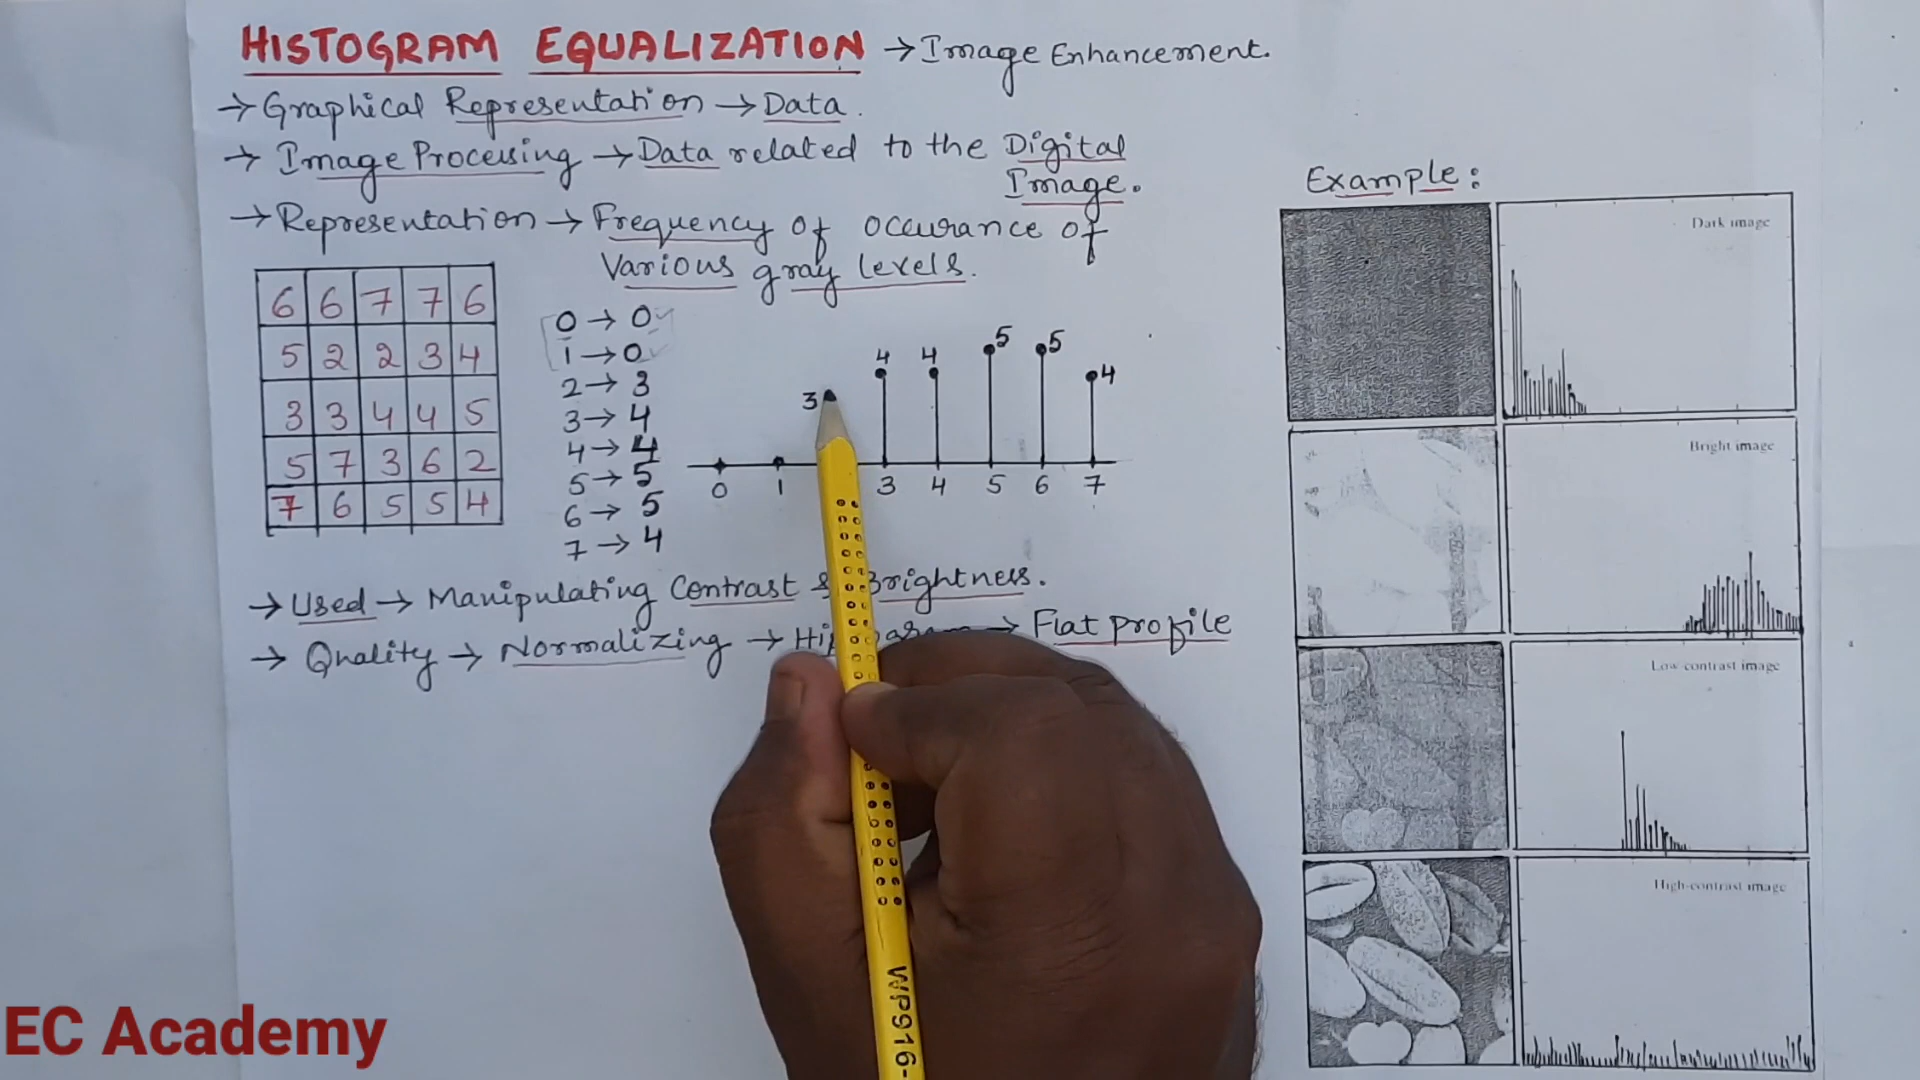 HISTOGRAM EQUALIZATION → Image Enhancement.
→ Graphical Representation → Data.
→ Image Processing → Data related to the Digital
Image.
→ Representation → Frequency of occurance of
Various gray levels.
6 6 7 7 6
5 2 2 3 4
3 3 4 4 5
5 7 3 6 2
7 6 5 5 4
0 → 0
1 → 0
2 → 3
3 → 4
4 → 4
5 → 5
6 → 5
7 → 4
3 4 4 5 5 4
0 1 3 4 5 6 7
→ Used → Manipulating Contrast & Brightness.
→ Quality → Normalizing → → Flat profile
Example:
Dark image
Bright image
Low-contrast image
High-contrast image
WP916-
EC Academy